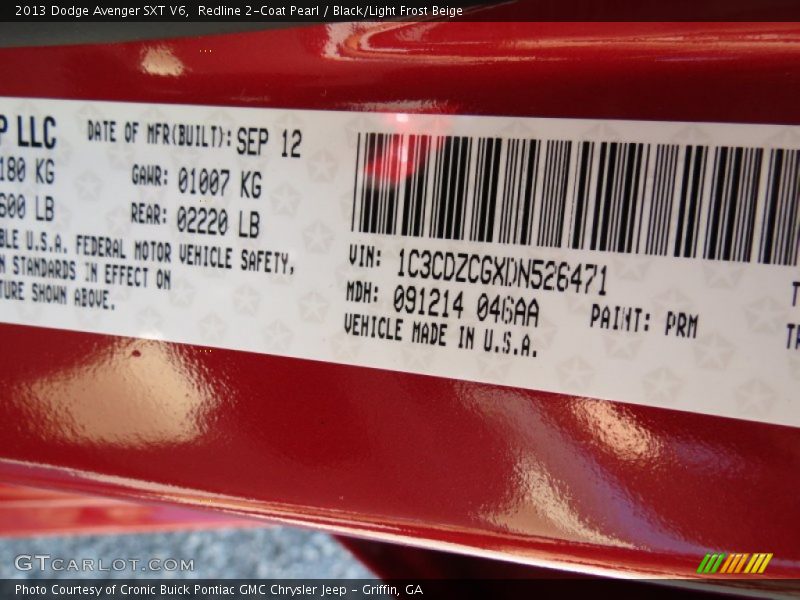 2013 Dodge Avenger SXT V6,  Redline 2-Coat Pearl / Black/Light Frost Beige
P LLC
DATE OF MFR(BUILT): SEP 12
180 KG
GAWR: 01007 KG
600 LB
REAR: 02220 LB
BLE U.S.A. FEDERAL MOTOR VEHICLE SAFETY,
N STANDARDS IN EFFECT ON
TURE SHOWN ABOVE.
VIN: 1C3CDZCGXDN526471
MDH: 091214 046AA
PAINT: PRM
VEHICLE MADE IN U.S.A.
T
TR
GTCARLOT.COM
Photo Courtesy of Cronic Buick Pontiac GMC Chrysler Jeep - Griffin, GA